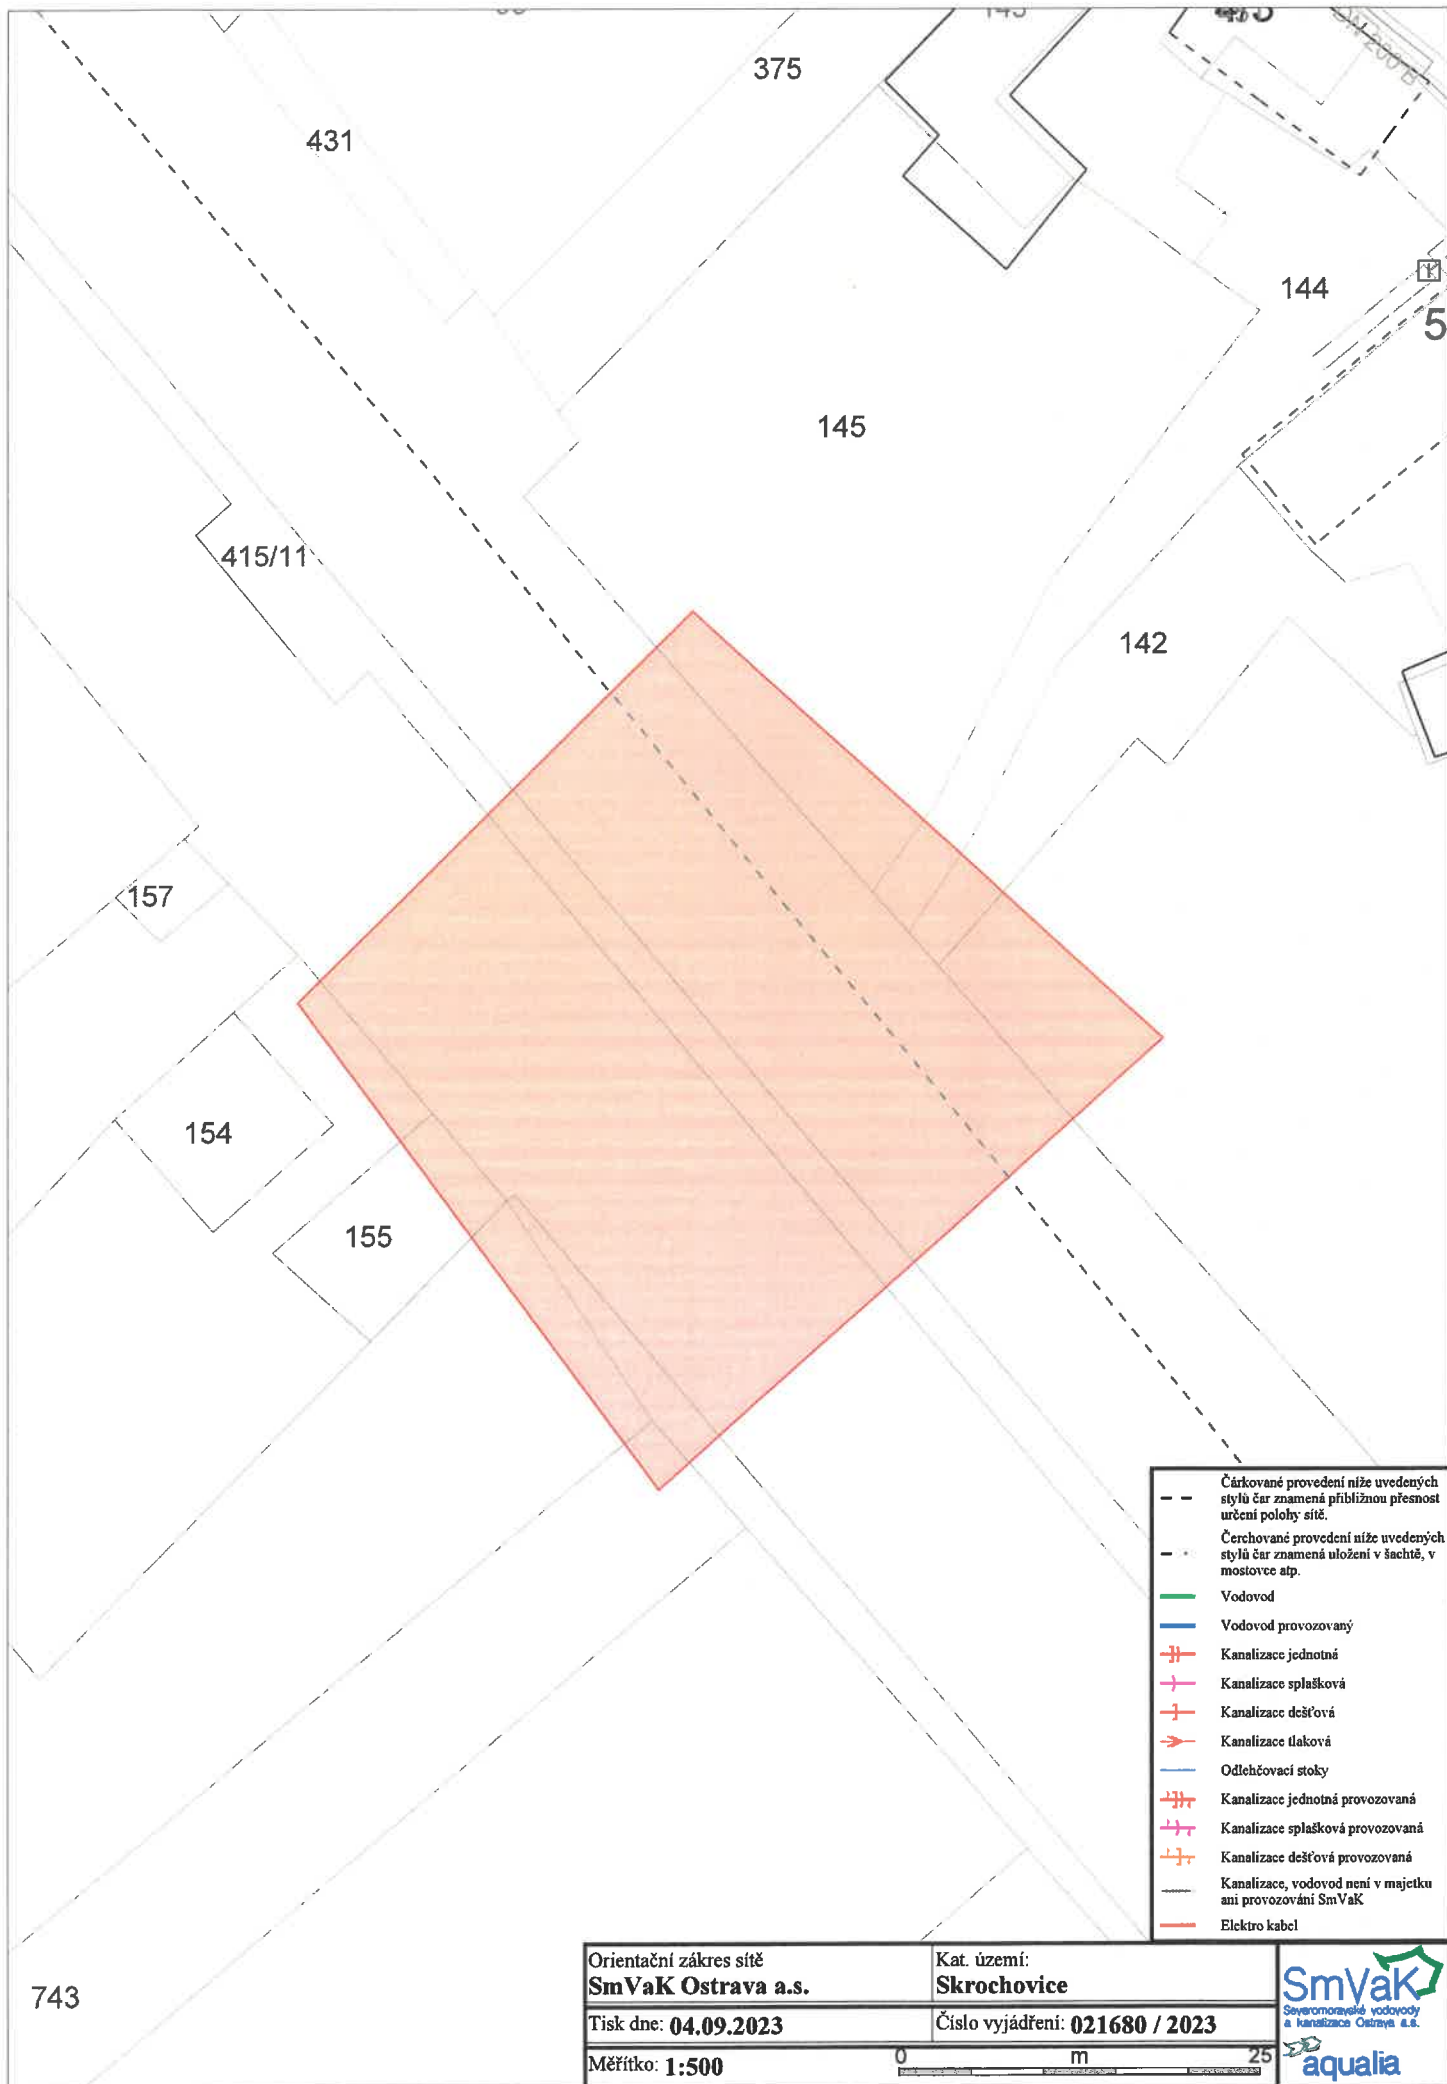 375
431
DN 200 B
144
5
145
415/11
142
157
154
155
743
Čárkované provedení níže uvedených
stylů čar znamená přibližnou přesnost
určení polohy sítě.
Čerchované provedení níže uvedených
stylů čar znamená uložení v šachtě, v
mostovce atp.
Vodovod
Vodovod provozovaný
Kanalizace jednotná
Kanalizace splašková
Kanalizace dešťová
Kanalizace tlaková
Odlehčovací stoky
Kanalizace jednotná provozovaná
Kanalizace splašková provozovaná
Kanalizace dešťová provozovaná
Kanalizace, vodovod není v majetku
ani provozování SmVaK
Elektro kabel
Orientační zákres sítě
SmVaK Ostrava a.s.
Kat. území:
Skrochovice
Tisk dne: 04.09.2023
Číslo vyjádření: 021680 / 2023
Měřítko: 1:500
0 m 25
SmVaK
Severomoravské vodovody
a kanalizace Ostrava a.s.
aqualia